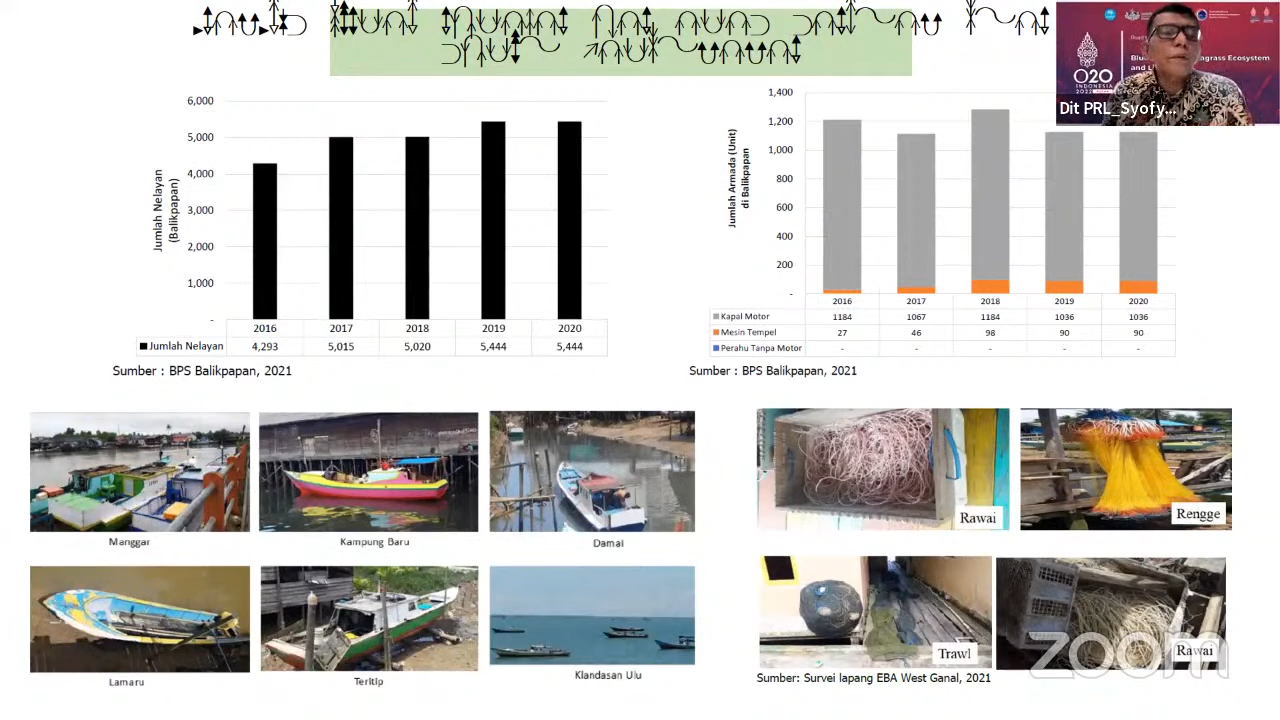 Dit PRL_Syofy...
O20
INDONESIA
Jumlah Nelayan
(Balikpapan)
6,000
5,000
4,000
3,000
2,000
1,000
-
2016 2017 2018 2019 2020
Jumlah Nelayan 4,293 5,015 5,020 5,444 5,444
Sumber : BPS Balikpapan, 2021
Jumlah Armada (Unit)
di Balikpapan
1,400
1,200
1,000
800
600
400
200
-
2016 2017 2018 2019 2020
Kapal Motor 1184 1067 1184 1036 1036
Mesin Tempel 27 46 98 90 90
Perahu Tanpa Motor - - - - -
Sumber : BPS Balikpapan, 2021
Manggar
Kampung Baru
Damai
Lamaru
Teritip
Klandasan Ulu
Rawai
Rengge
Trawl
Rawai
Sumber: Survei lapang EBA West Ganal, 2021
zoom